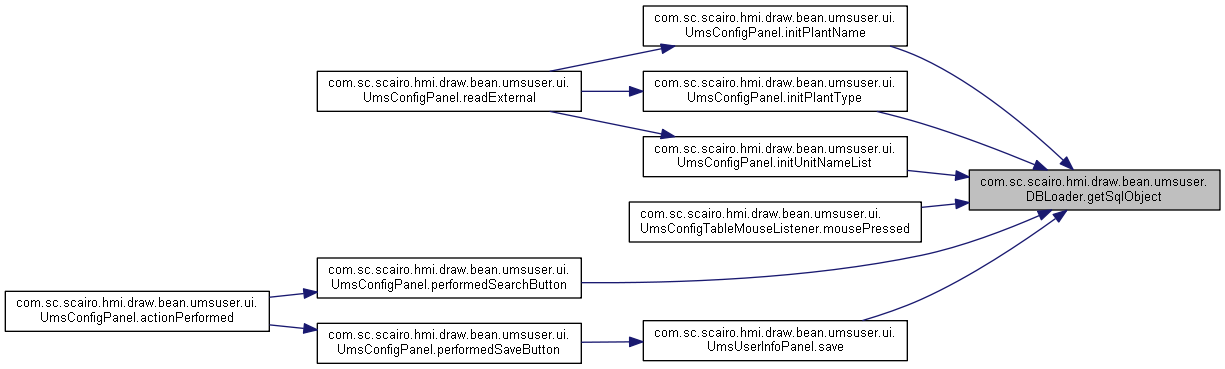 com.sc.scairo.hmi.draw.bean.umsuser.ui.
UmsConfigPanel.initPlantName
com.sc.scairo.hmi.draw.bean.umsuser.ui.
UmsConfigPanel.readExternal
com.sc.scairo.hmi.draw.bean.umsuser.ui.
UmsConfigPanel.initPlantType
com.sc.scairo.hmi.draw.bean.umsuser.ui.
UmsConfigPanel.initUnitNameList
com.sc.scairo.hmi.draw.bean.umsuser.
DBLoader.getSqlObject
com.sc.scairo.hmi.draw.bean.umsuser.ui.
UmsConfigTableMouseListener.mousePressed
com.sc.scairo.hmi.draw.bean.umsuser.ui.
UmsConfigPanel.performedSearchButton
com.sc.scairo.hmi.draw.bean.umsuser.ui.
UmsConfigPanel.actionPerformed
com.sc.scairo.hmi.draw.bean.umsuser.ui.
UmsConfigPanel.performedSaveButton
com.sc.scairo.hmi.draw.bean.umsuser.ui.
UmsUserInfoPanel.save